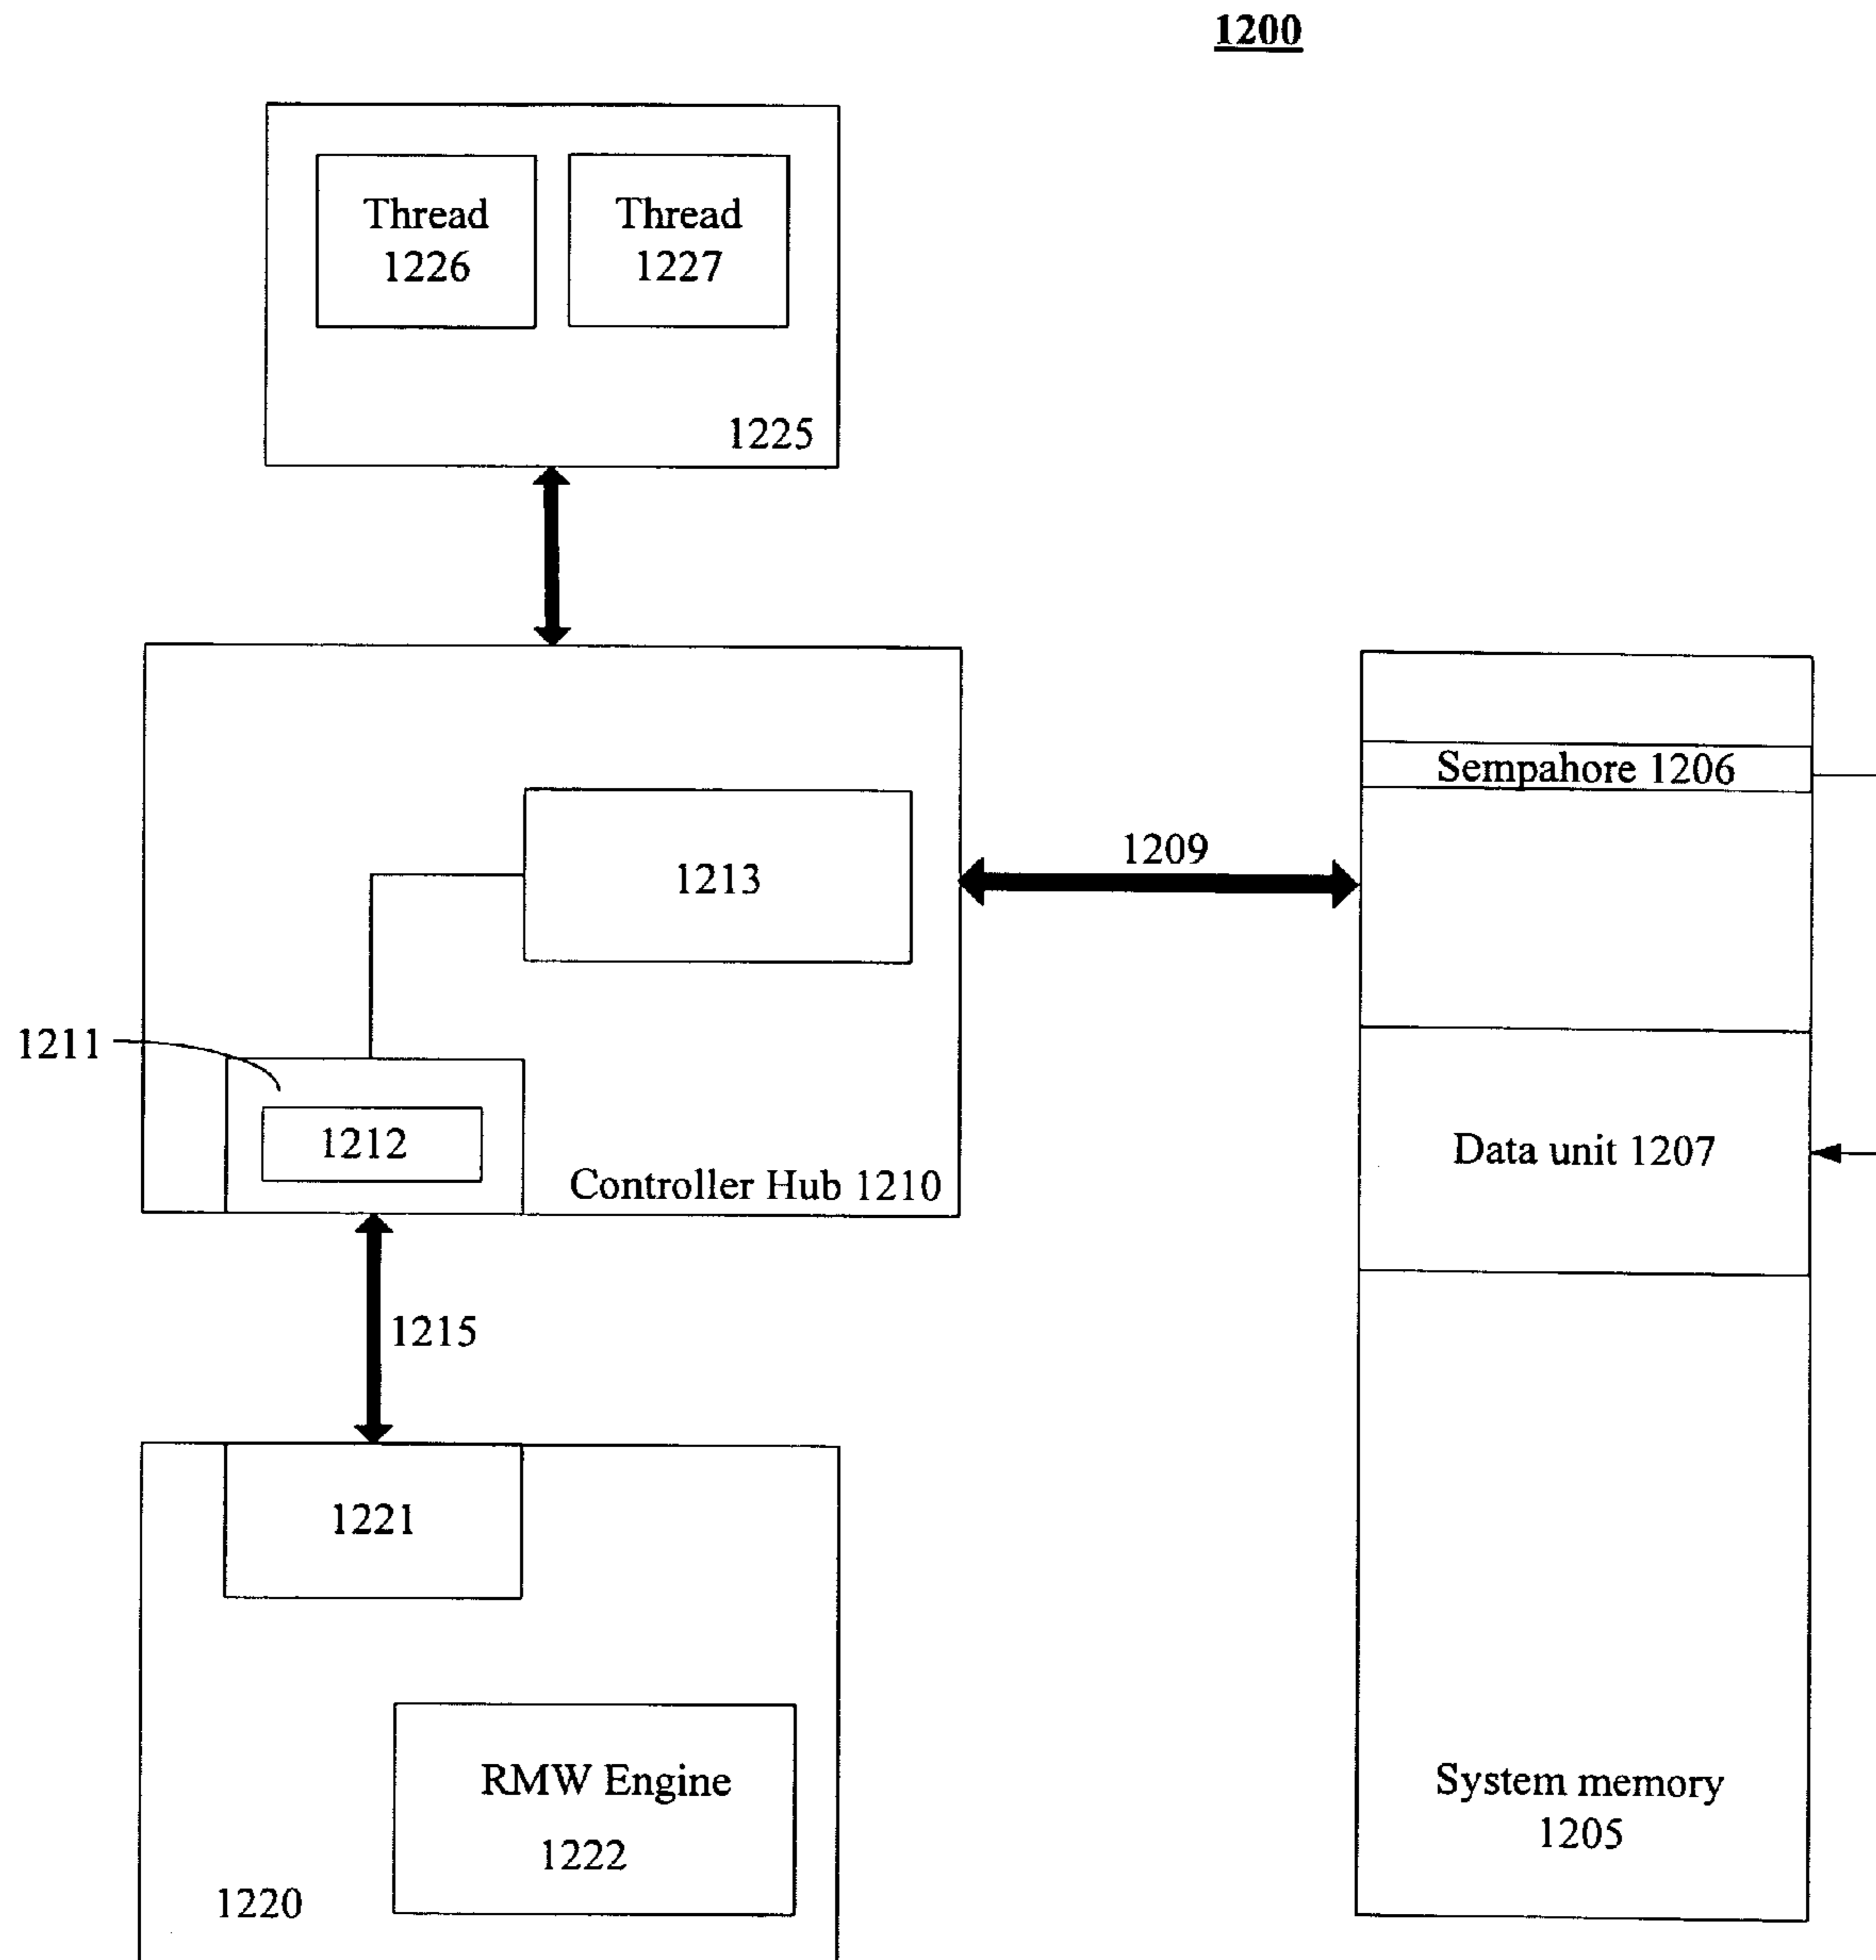 1200
Thread
1226
Thread
1227
1225
Sempahore 1206
1209
1213
1211
1212
Controller Hub 1210
Data unit 1207
1215
1221
RMW Engine
1222
1220
System memory
1205